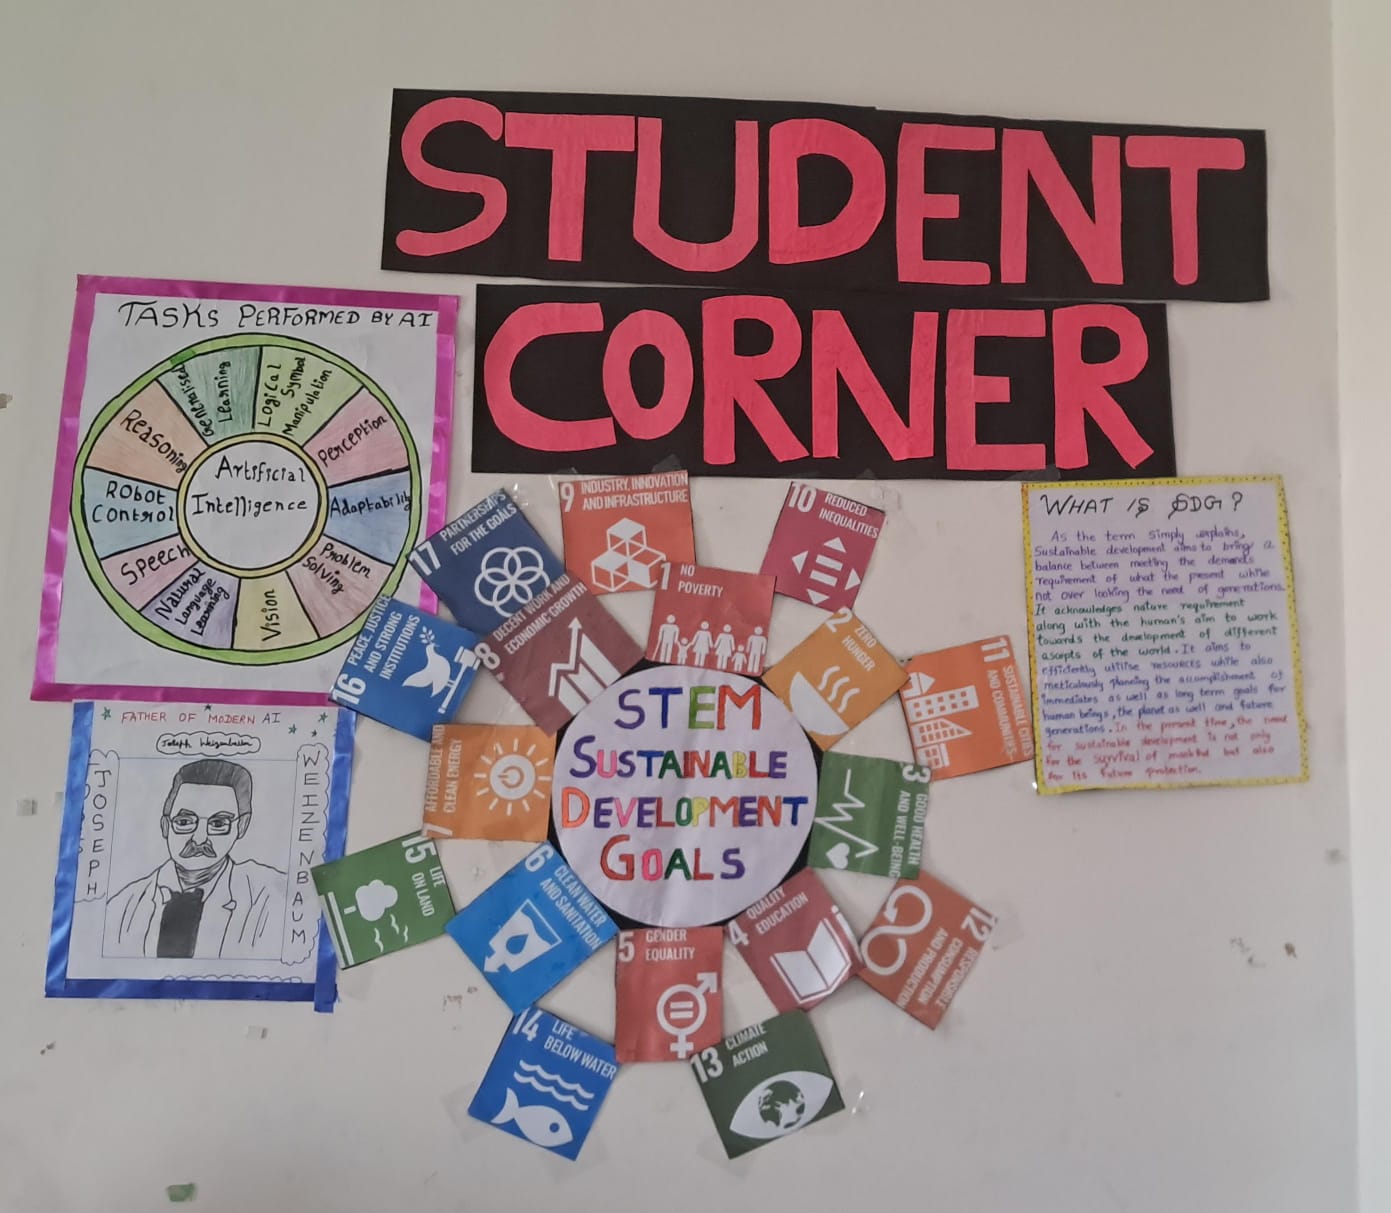 STUDENT
CORNER
TASKS PERFORMED BY AI
Artificial
Intelligence
Generalised
Learning
Logical
Symbol
Manipulation
Perception
Adaptability
Problem
Solving
Vision
Natural
Language
Learning
Speech
Robot
Control
Reasoning
FATHER OF MODERN AI
Joseph Weizenbaum
JOSEPH
WEIZENBAUM
STEM
SUSTAINABLE
DEVELOPMENT
GOALS
1 NO
POVERTY
2 ZERO
HUNGER
3 GOOD HEALTH
AND WELL-BEING
4 QUALITY
EDUCATION
5 GENDER
EQUALITY
6 CLEAN WATER
AND SANITATION
7 AFFORDABLE AND
CLEAN ENERGY
8 DECENT WORK AND
ECONOMIC GROWTH
9 INDUSTRY, INNOVATION
AND INFRASTRUCTURE
10 REDUCED
INEQUALITIES
11 SUSTAINABLE CITIES
AND COMMUNITIES
12 RESPONSIBLE
CONSUMPTION
AND PRODUCTION
13 CLIMATE
ACTION
14 LIFE
BELOW WATER
15 LIFE
ON LAND
16 PEACE, JUSTICE
AND STRONG
INSTITUTIONS
17 PARTNERSHIPS
FOR THE GOALS
WHAT IS SDG?
As the term simply explains,
Sustainable development aims to bring a
balance between meeting the demands
requirement of what the present while
not over looking the need of generations.
It acknowledges nature requirement
along with the human's aim to work
towards the development of different
ascepts of the world. It aims to
efficiently utilise resources while also
meticulously planning the accomplishment of
immediates as well as long term goals for
human beings, the planet as well and future
generations. In the present time, the need
for sustainable development is not only
for the survival of mankind but also
for its future protection.